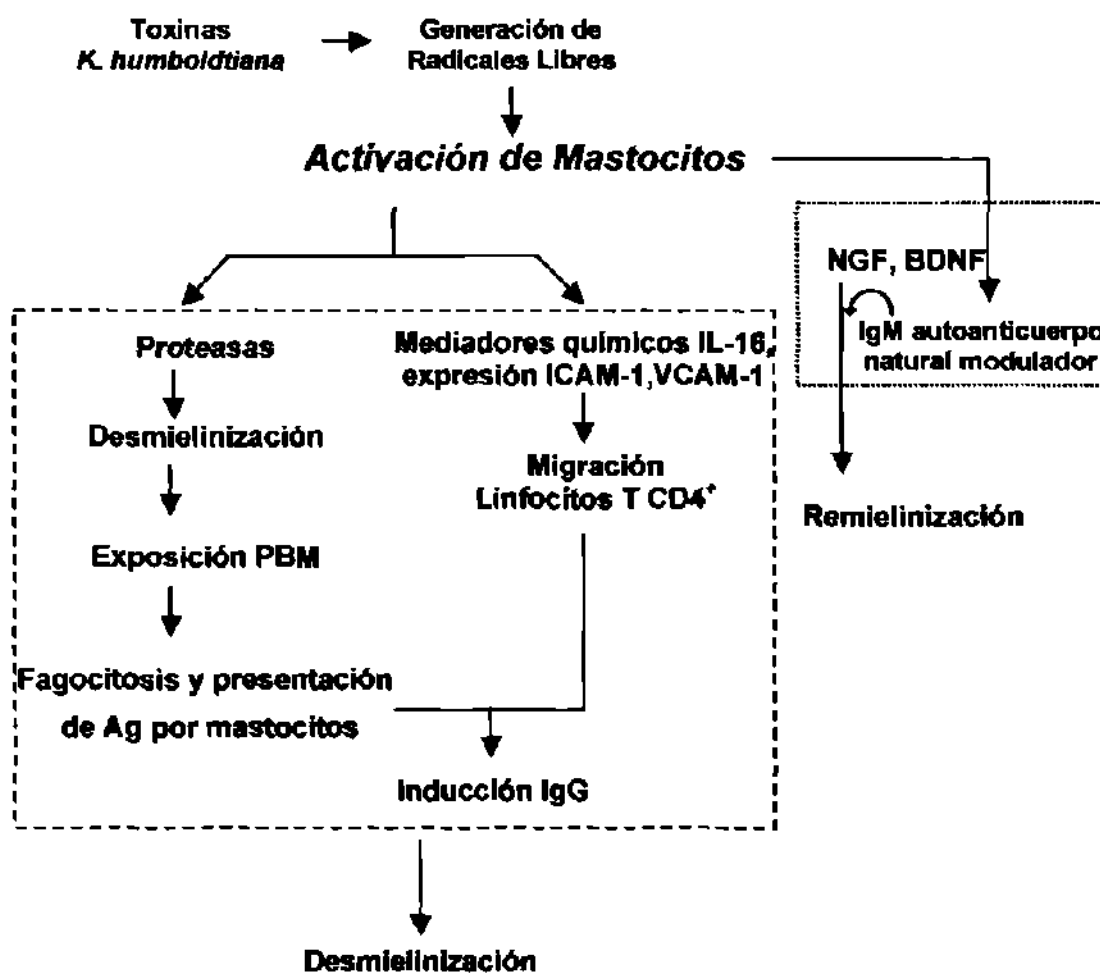 Toxinas
K. humboldtiana
Generación de
Radicales Libres
Activación de Mastocitos
NGF, BDNF
IgM autoanticuerpo
natural modulador
Remielinización
Proteasas
Desmielinización
Exposición PBM
Fagocitosis y presentación
de Ag por mastocitos
Mediadores químicos IL-16,
expresión ICAM-1,VCAM-1
Migración
Linfocitos T CD4+
Inducción IgG
Desmielinización